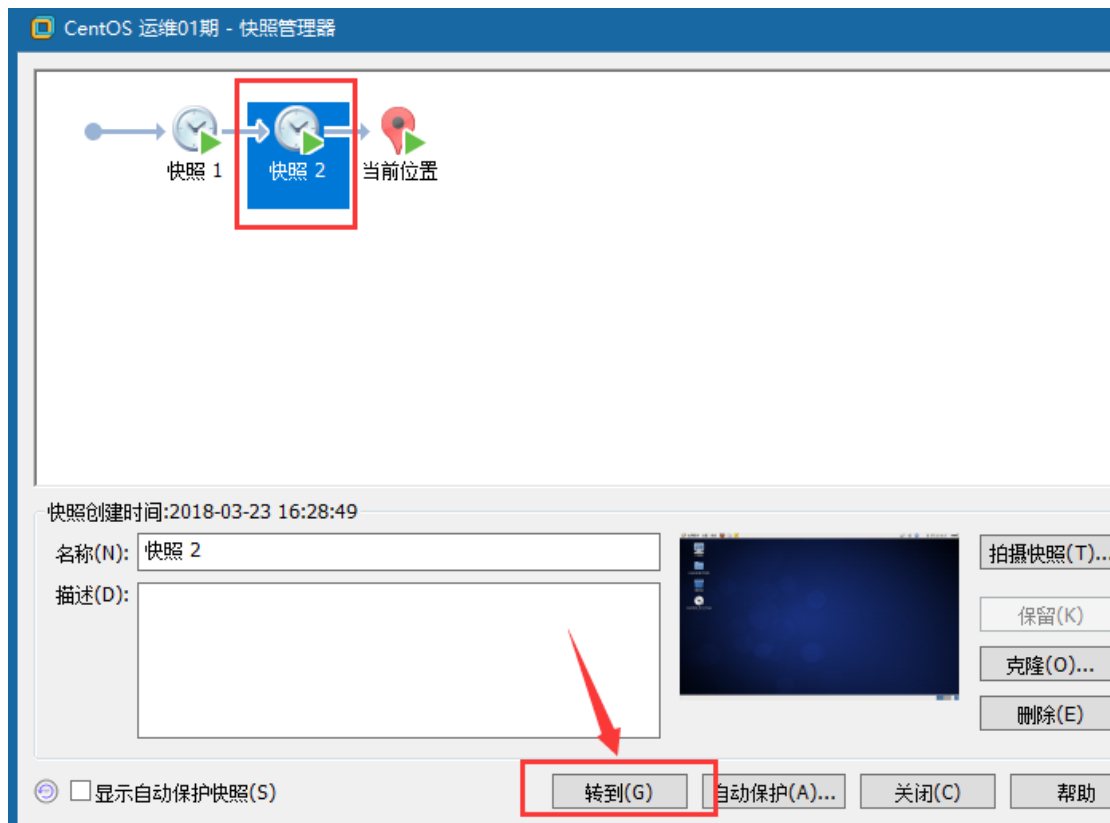 CentOS 运维01期 - 快照管理器
快照 1
快照 2
当前位置
快照创建时间:2018-03-23 16:28:49
名称(N):
快照 2
拍摄快照(T)...
描述(D):
保留(K)
克隆(O)...
删除(E)
显示自动保护快照(S)
转到(G)
自动保护(A)...
关闭(C)
帮助